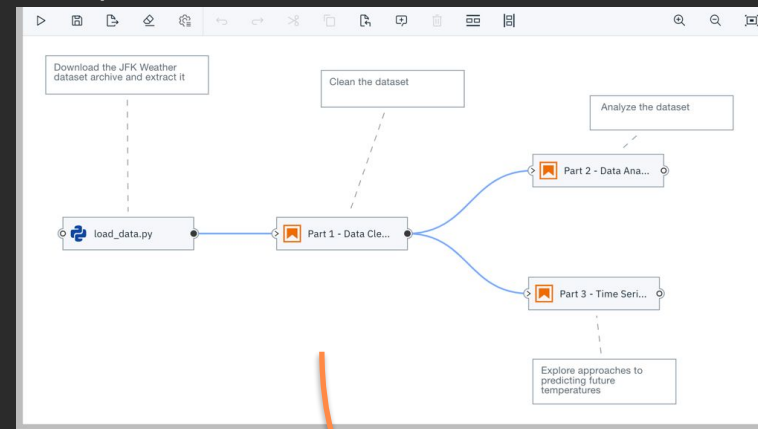 Download the JFK Weather
dataset archive and extract it
Clean the dataset
Analyze the dataset
Part 2 - Data Ana...
load_data.py
Part 1 - Data Cle...
Part 3 - Time Seri...
Explore approaches to
predicting future
temperatures